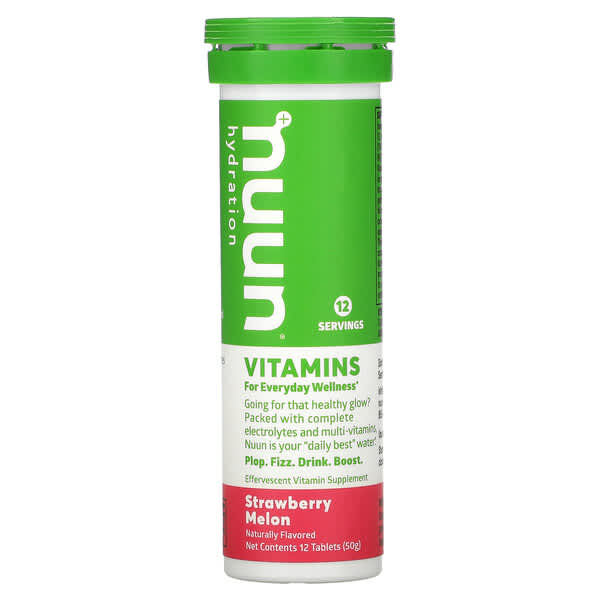 nuun+
hydration
12
SERVINGS
VITAMINS
For Everyday Wellness*
Going for that healthy glow?
Packed with complete
electrolytes and multi-vitamins,
Nuun is your "daily best" water*.
Plop. Fizz. Drink. Boost.
Effervescent Vitamin Supplement
Strawberry
Melon
Naturally Flavored
Net Contents 12 Tablets (50g)